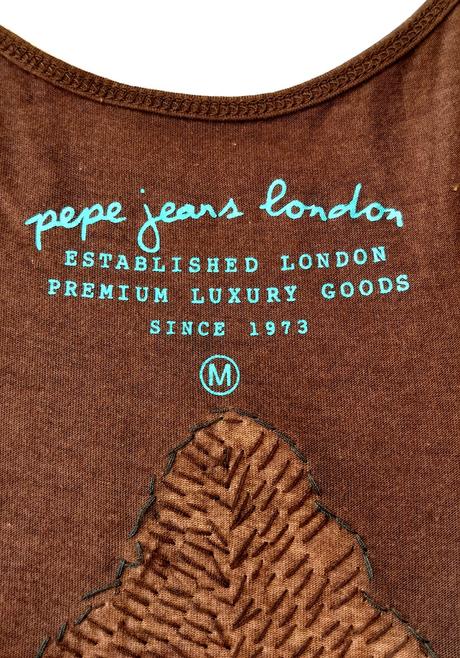 pepe jeans london
ESTABLISHED LONDON
PREMIUM LUXURY GOODS
SINCE 1973
M